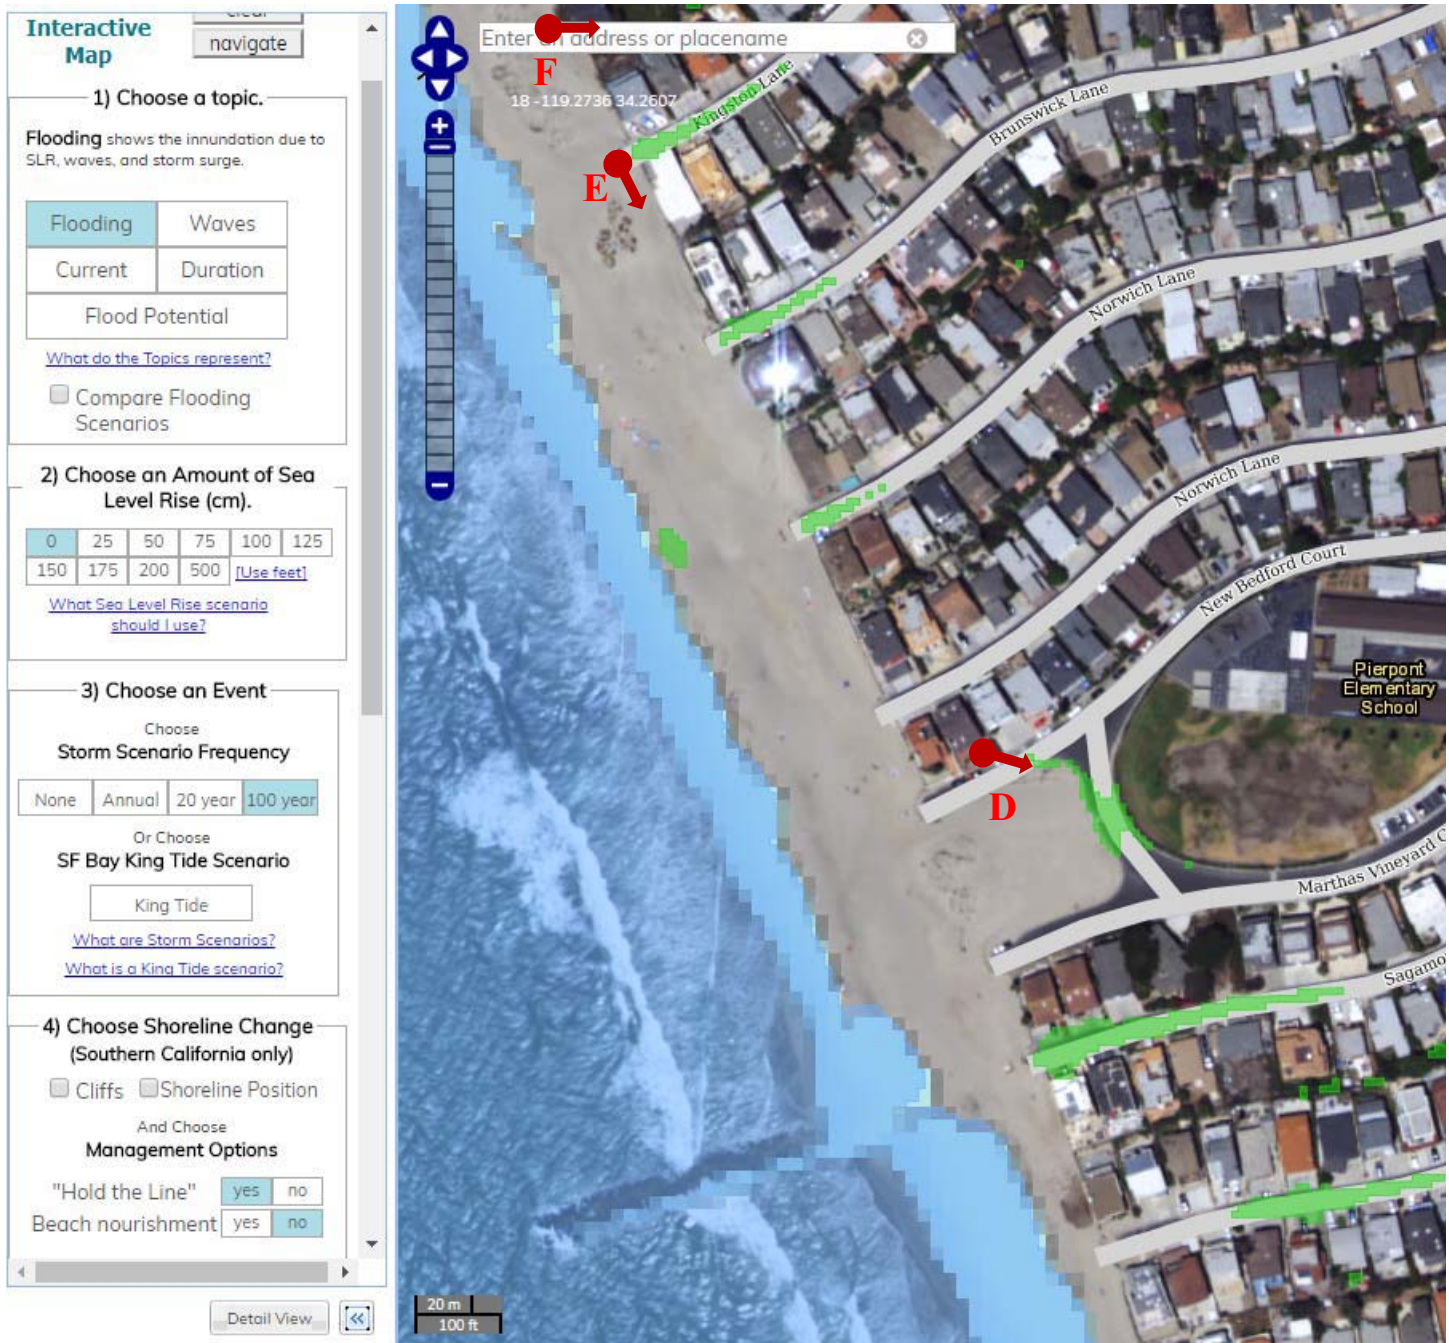 Interactive
Map
clear
navigate
1) Choose a topic.
Flooding shows the innundation due to
SLR, waves, and storm surge.
Flooding
Waves
Current
Duration
Flood Potential
What do the Topics represent?
Compare Flooding
Scenarios
2) Choose an Amount of Sea
Level Rise (cm).
0 25 50 75 100 125
150 175 200 500 [Use feet]
What Sea Level Rise scenario
should I use?
3) Choose an Event
Choose
Storm Scenario Frequency
None Annual 20 year 100 year
Or Choose
SF Bay King Tide Scenario
King Tide
What are Storm Scenarios?
What is a King Tide scenario?
4) Choose Shoreline Change
(Southern California only)
Cliffs Shoreline Position
And Choose
Management Options
"Hold the Line" yes no
Beach nourishment yes no
Detail View
Enter an address or placename
F
18 -119.2736 34.2607
Kingston Lane
E
Brunswick Lane
Norwich Lane
Norwich Lane
New Bedford Court
Pierpont
Elementary
School
D
Marthas Vineyard C
Sagamo
20 m
100 ft